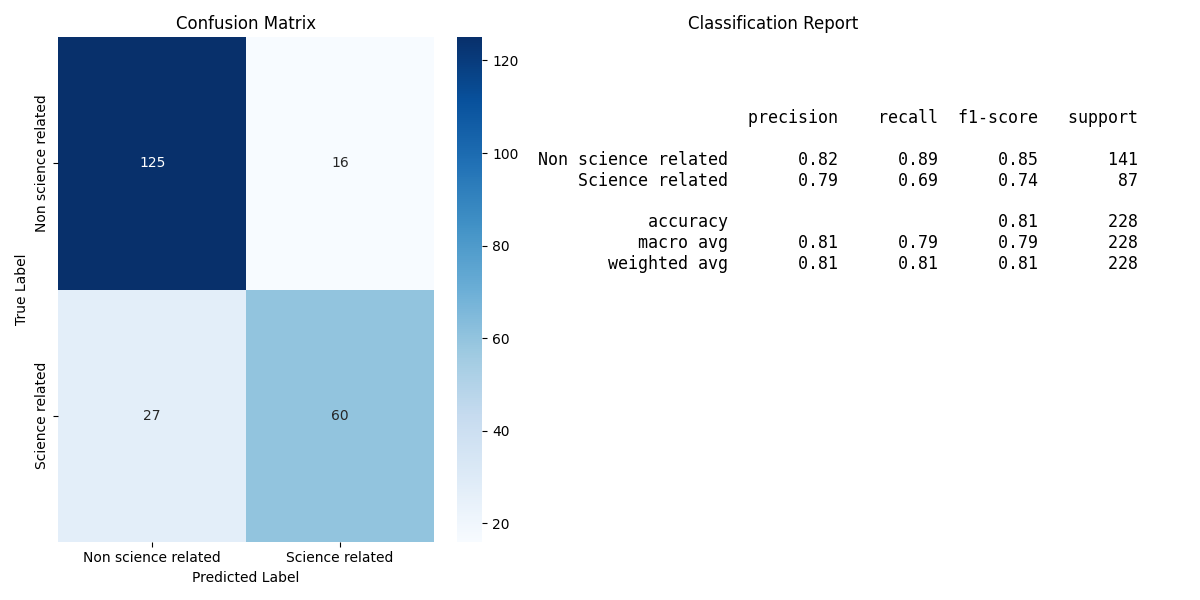 Confusion Matrix
Non science related
Science related
True Label
125
16
27
60
Non science related
Science related
Predicted Label
120
100
80
60
40
20
Classification Report
precision recall f1-score support
Non science related 0.82 0.89 0.85 141
Science related 0.79 0.69 0.74 87
accuracy 0.81 228
macro avg 0.81 0.79 0.79 228
weighted avg 0.81 0.81 0.81 228